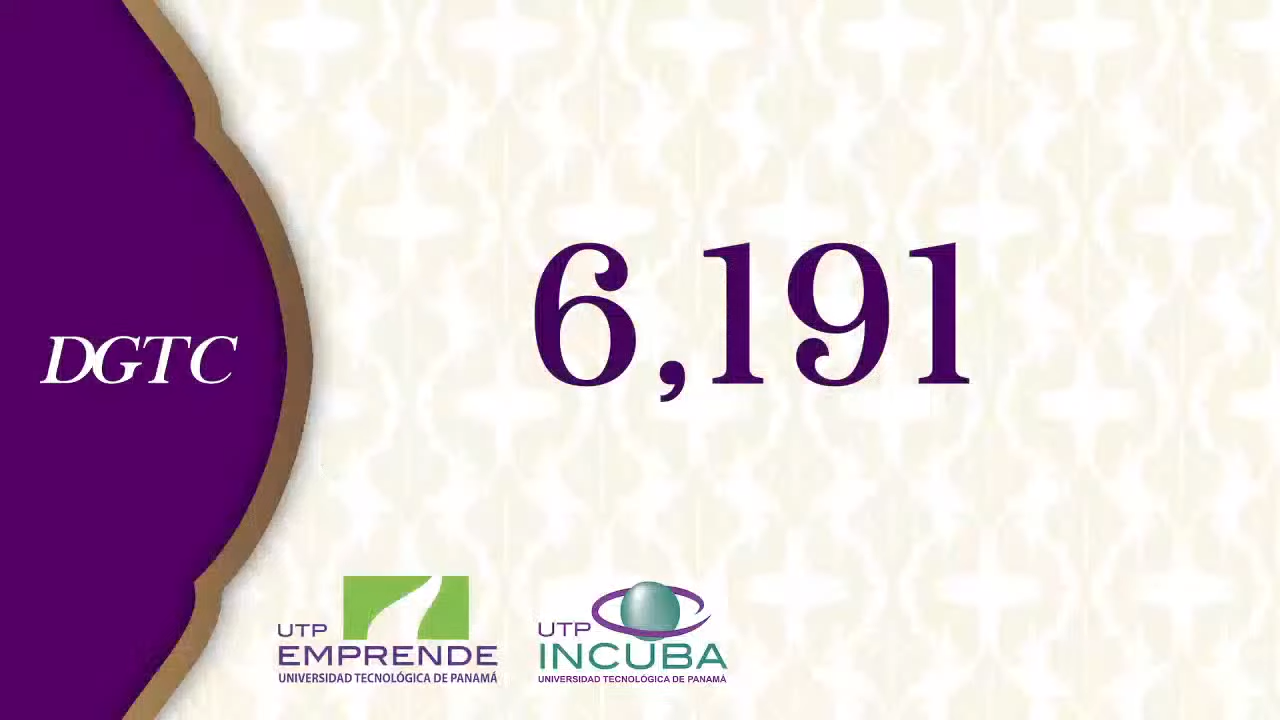 DGTC
6,191
UTP
EMPRENDE
UNIVERSIDAD TECNOLÓGICA DE PANAMÁ
UTP
INCUBA
UNIVERSIDAD TECNOLÓGICA DE PANAMÁ